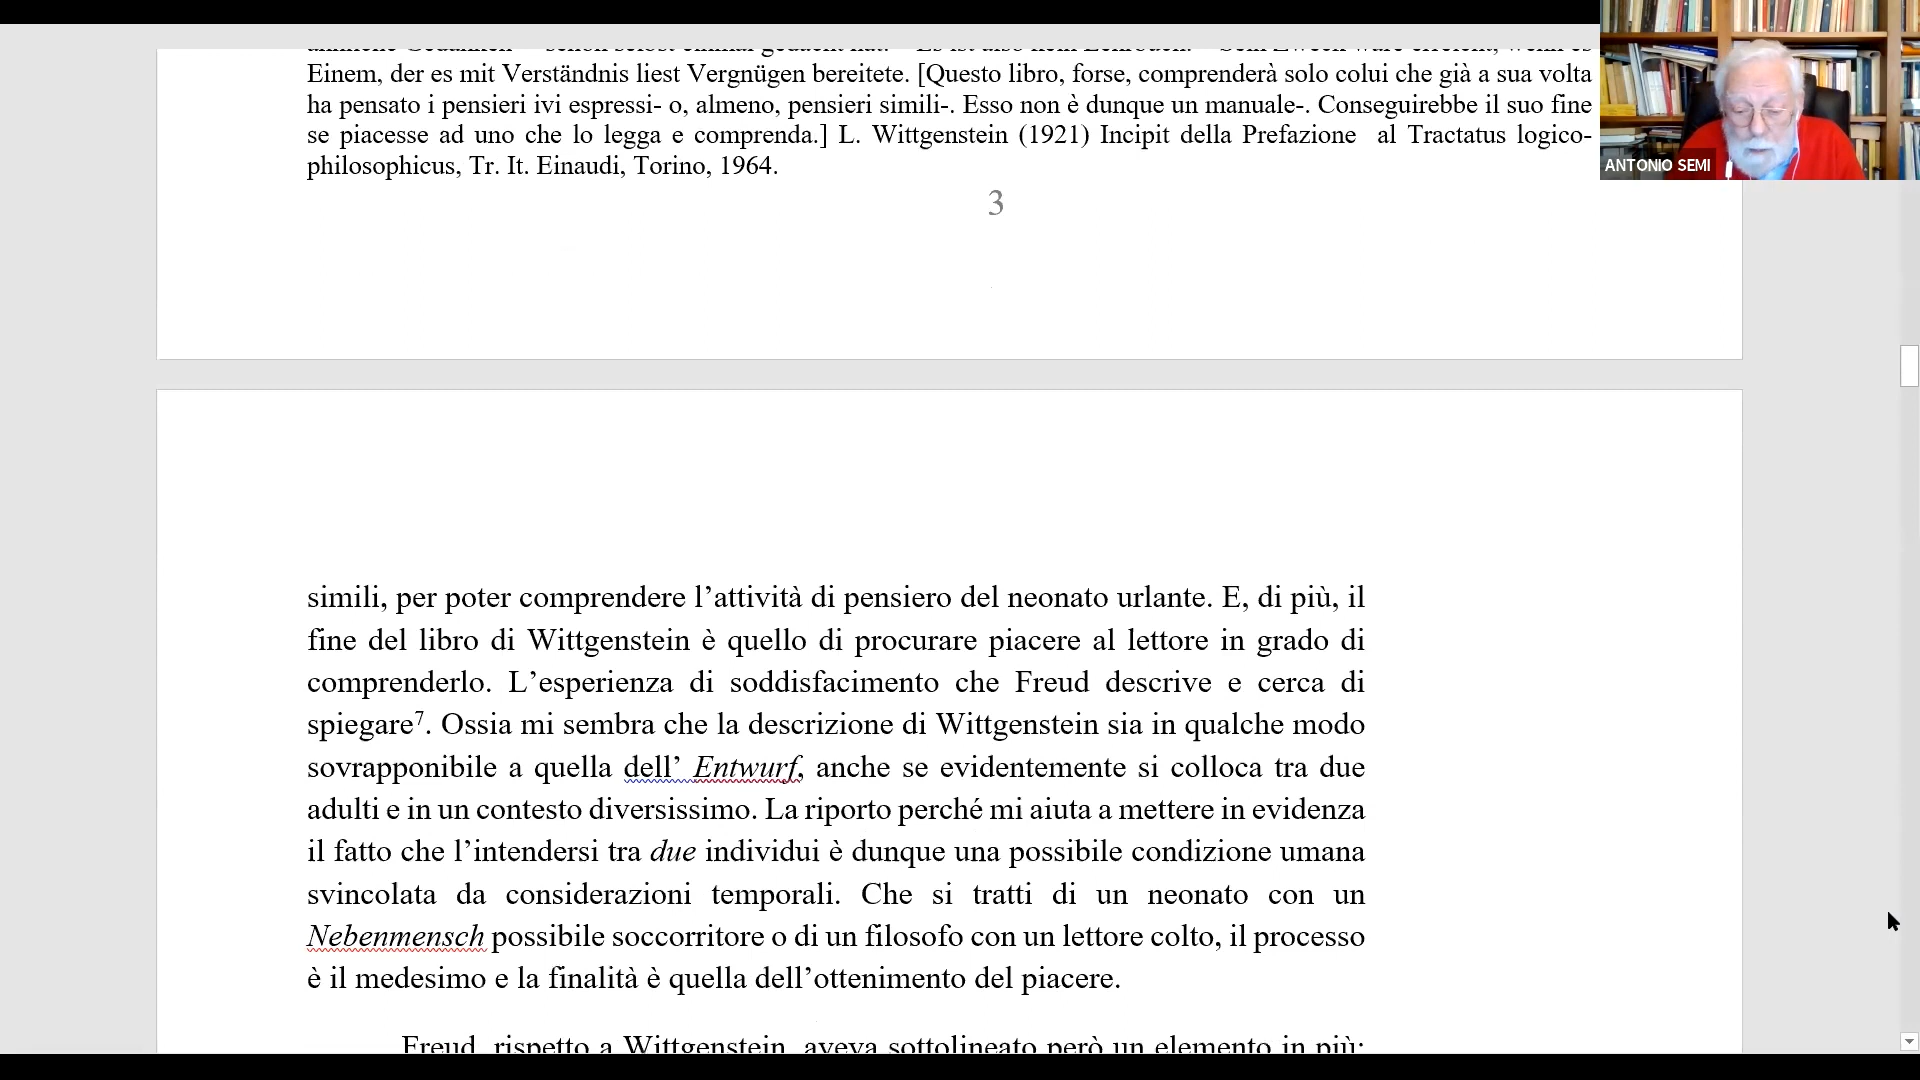 Einem, der es mit Verständnis liest Vergnügen bereitete. [Questo libro, forse, comprenderà solo colui che già a sua volta
ha pensato i pensieri ivi espressi- o, almeno, pensieri simili-. Esso non è dunque un manuale-. Conseguirebbe il suo fine
se piacesse ad uno che lo legga e comprenda.] L. Wittgenstein (1921) Incipit della Prefazione al Tractatus logico-
philosophicus, Tr. It. Einaudi, Torino, 1964.
3
ANTONIO SEMI
simili, per poter comprendere l’attività di pensiero del neonato urlante. E, di più, il
fine del libro di Wittgenstein è quello di procurare piacere al lettore in grado di
comprenderlo. L’esperienza di soddisfacimento che Freud descrive e cerca di
spiegare⁷. Ossia mi sembra che la descrizione di Wittgenstein sia in qualche modo
sovrapponibile a quella dell’ Entwurf, anche se evidentemente si colloca tra due
adulti e in un contesto diversissimo. La riporto perché mi aiuta a mettere in evidenza
il fatto che l’intendersi tra due individui è dunque una possibile condizione umana
svincolata da considerazioni temporali. Che si tratti di un neonato con un
Nebenmensch possibile soccorritore o di un filosofo con un lettore colto, il processo
è il medesimo e la finalità è quella dell’ottenimento del piacere.
Freud, rispetto a Wittgenstein, aveva sottolineato però un elemento in più: